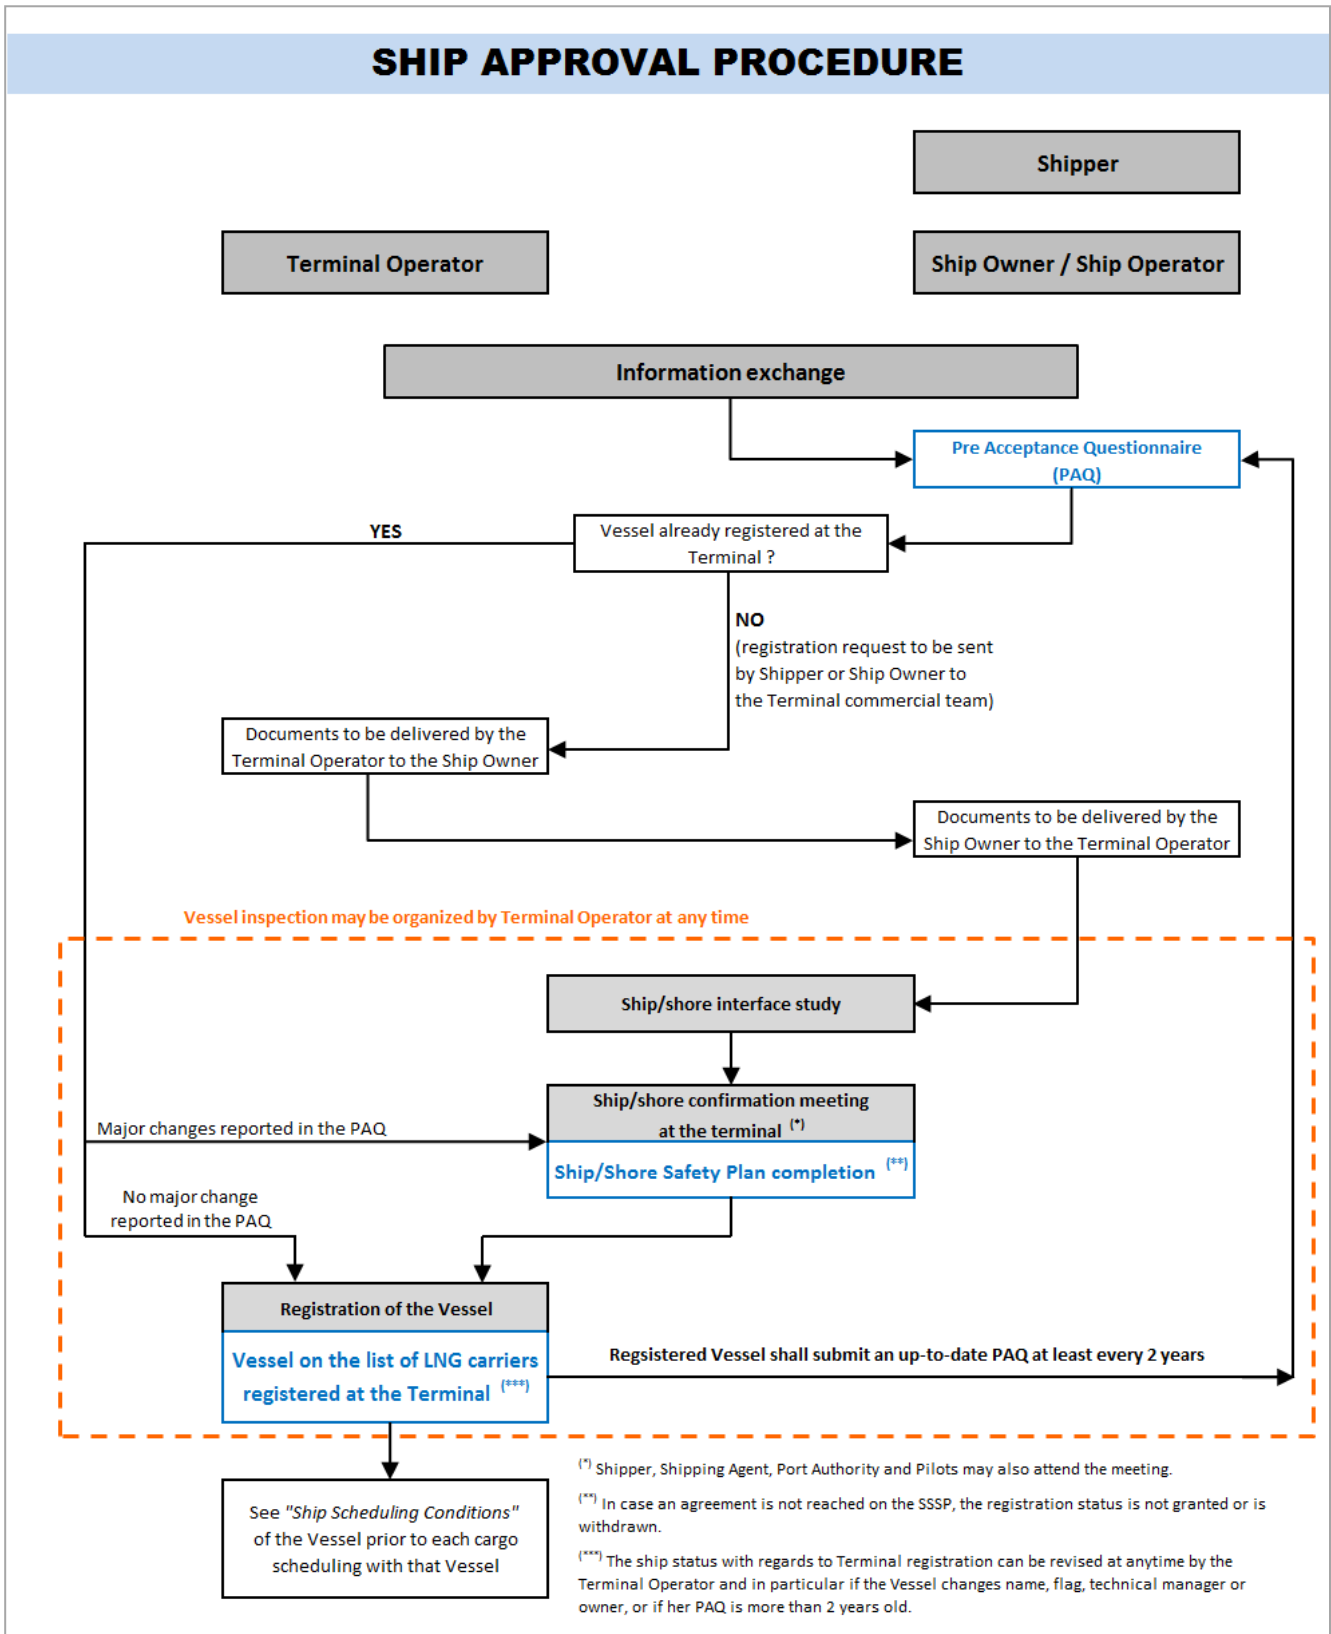 SHIP APPROVAL PROCEDURE
Shipper
Terminal Operator
Ship Owner / Ship Operator
Information exchange
Pre Acceptance Questionnaire
(PAQ)
YES
Vessel already registered at the
Terminal ?
NO
(registration request to be sent
by Shipper or Ship Owner to
the Terminal commercial team)
Documents to be delivered by the
Terminal Operator to the Ship Owner
Documents to be delivered by the
Ship Owner to the Terminal Operator
Vessel inspection may be organized by Terminal Operator at any time
Ship/shore interface study
Ship/shore confirmation meeting
at the terminal (*)
Major changes reported in the PAQ
Ship/Shore Safety Plan completion (**)
No major change
reported in the PAQ
Registration of the Vessel
Vessel on the list of LNG carriers
registered at the Terminal (***)
Regsistered Vessel shall submit an up-to-date PAQ at least every 2 years
See "Ship Scheduling Conditions"
of the Vessel prior to each cargo
scheduling with that Vessel
(*) Shipper, Shipping Agent, Port Authority and Pilots may also attend the meeting.
(**) In case an agreement is not reached on the SSSP, the registration status is not granted or is
withdrawn.
(***) The ship status with regards to Terminal registration can be revised at anytime by the
Terminal Operator and in particular if the Vessel changes name, flag, technical manager or
owner, or if her PAQ is more than 2 years old.